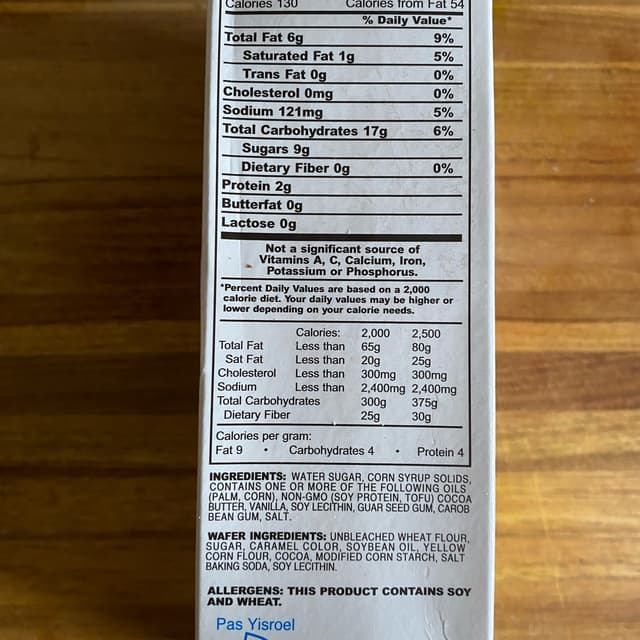 Calories 130 Calories from Fat 54
% Daily Value*
Total Fat 6g 9%
Saturated Fat 1g 5%
Trans Fat 0g 0%
Cholesterol 0mg 0%
Sodium 121mg 5%
Total Carbohydrates 17g 6%
Sugars 9g
Dietary Fiber 0g 0%
Protein 2g
Butterfat 0g
Lactose 0g
Not a significant source of
Vitamins A, C, Calcium, Iron,
Potassium or Phosphorus.
*Percent Daily Values are based on a 2,000
calorie diet. Your daily values may be higher or
lower depending on your calorie needs.
Calories: 2,000 2,500
Total Fat Less than 65g 80g
Sat Fat Less than 20g 25g
Cholesterol Less than 300mg 300mg
Sodium Less than 2,400mg 2,400mg
Total Carbohydrates 300g 375g
Dietary Fiber 25g 30g
Calories per gram:
Fat 9 • Carbohydrates 4 • Protein 4
INGREDIENTS: WATER SUGAR, CORN SYRUP SOLIDS,
CONTAINS ONE OR MORE OF THE FOLLOWING OILS
(PALM, CORN), NON-GMO (SOY PROTEIN, TOFU) COCOA
BUTTER, VANILLA, SOY LECITHIN, GUAR SEED GUM, CAROB
BEAN GUM, SALT.
WAFER INGREDIENTS: UNBLEACHED WHEAT FLOUR,
SUGAR, CARAMEL COLOR, SOYBEAN OIL, YELLOW
CORN FLOUR, COCOA, MODIFIED CORN STARCH, SALT
BAKING SODA, SOY LECITHIN.
ALLERGENS: THIS PRODUCT CONTAINS SOY
AND WHEAT.
Pas Yisroel